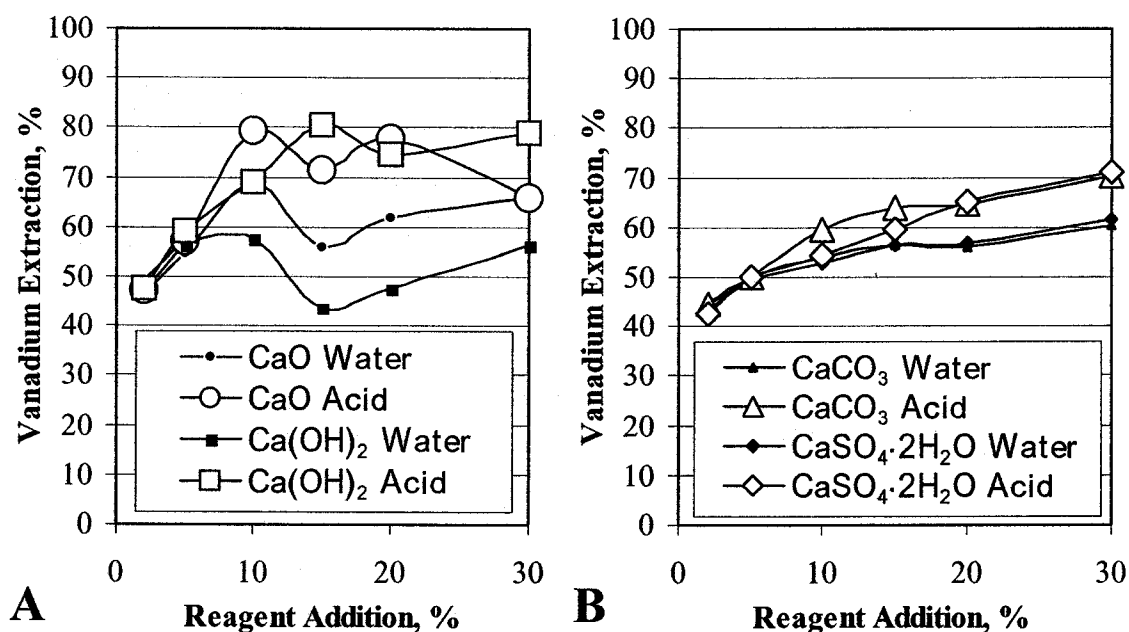 100
90
80
70
60
50
40
30
20
10
0
Vanadium Extraction, %
CaO Water
CaO Acid
Ca(OH)₂ Water
Ca(OH)₂ Acid
0 10 20 30
Reagent Addition, %
A
100
90
80
70
60
50
40
30
20
10
0
Vanadium Extraction, %
CaCO₃ Water
CaCO₃ Acid
CaSO₄·2H₂O Water
CaSO₄·2H₂O Acid
0 10 20 30
Reagent Addition, %
B